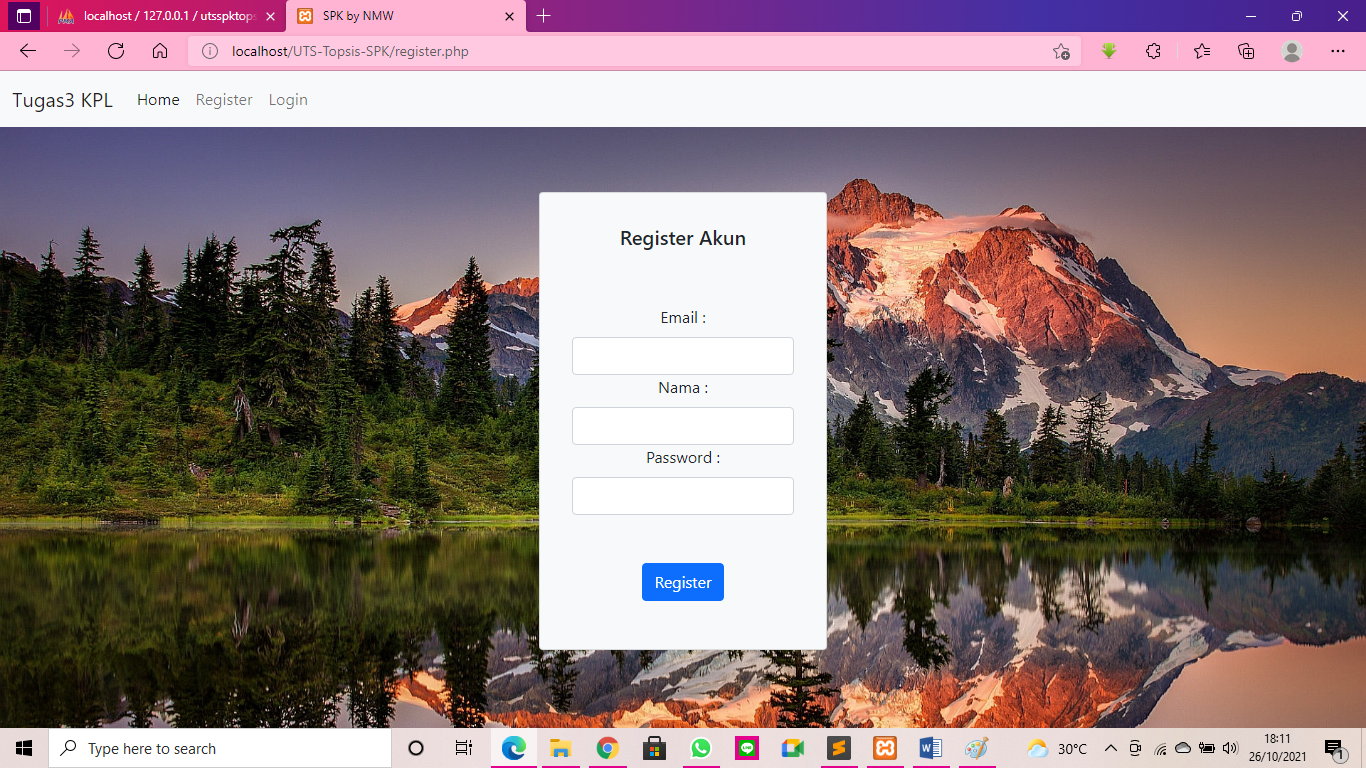 localhost / 127.0.0.1 / utsspktops
SPK by NMW
localhost/UTS-Topsis-SPK/register.php
Tugas3 KPL Home Register Login
Register Akun
Email :
Nama :
Password :
Register
Type here to search
30°C
18:11
26/10/2021
1